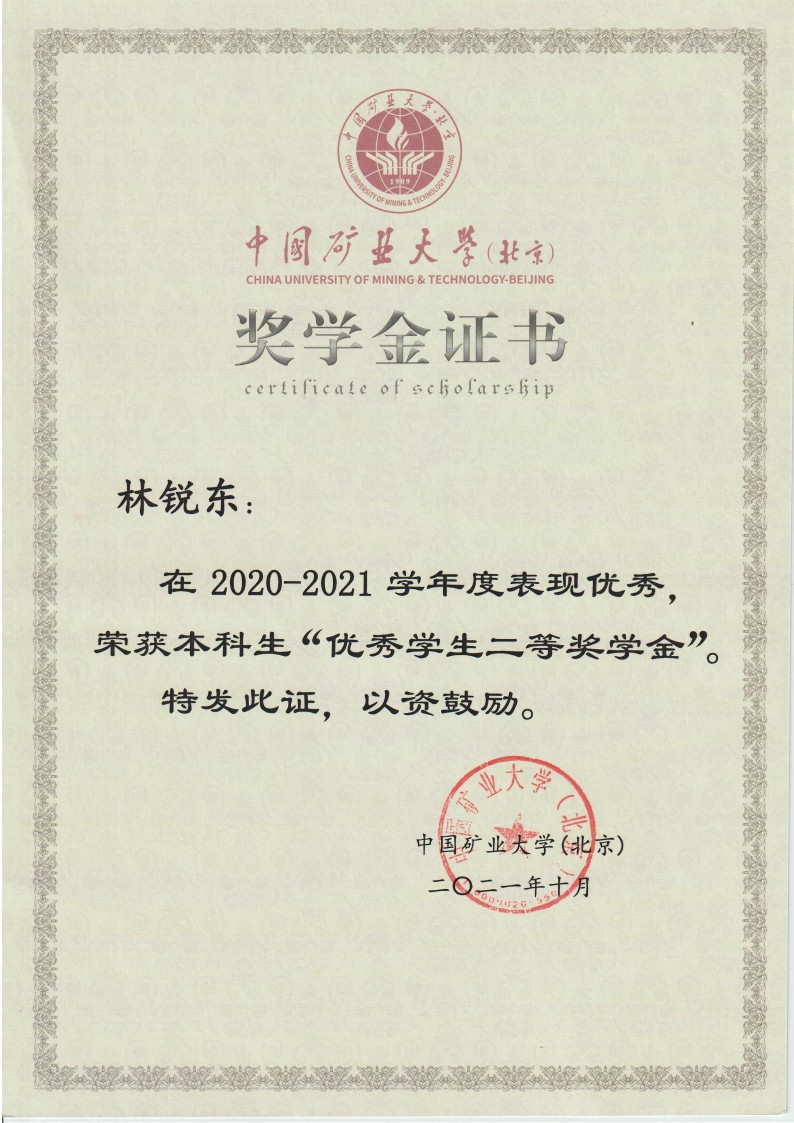 中国矿业大学·北京
CHINA UNIVERSITY OF MINING & TECHNOLOGY-BEIJING
1909
中国矿业大学(北京)
CHINA UNIVERSITY OF MINING & TECHNOLOGY-BEIJING
奖学金证书
certificate of scholarship
林锐东：
在 2020-2021 学年度表现优秀，
荣获本科生“优秀学生二等奖学金”。
特发此证，以资鼓励。
中国矿业大学（北京）
中国矿业大学(北京)
二〇二一年十月